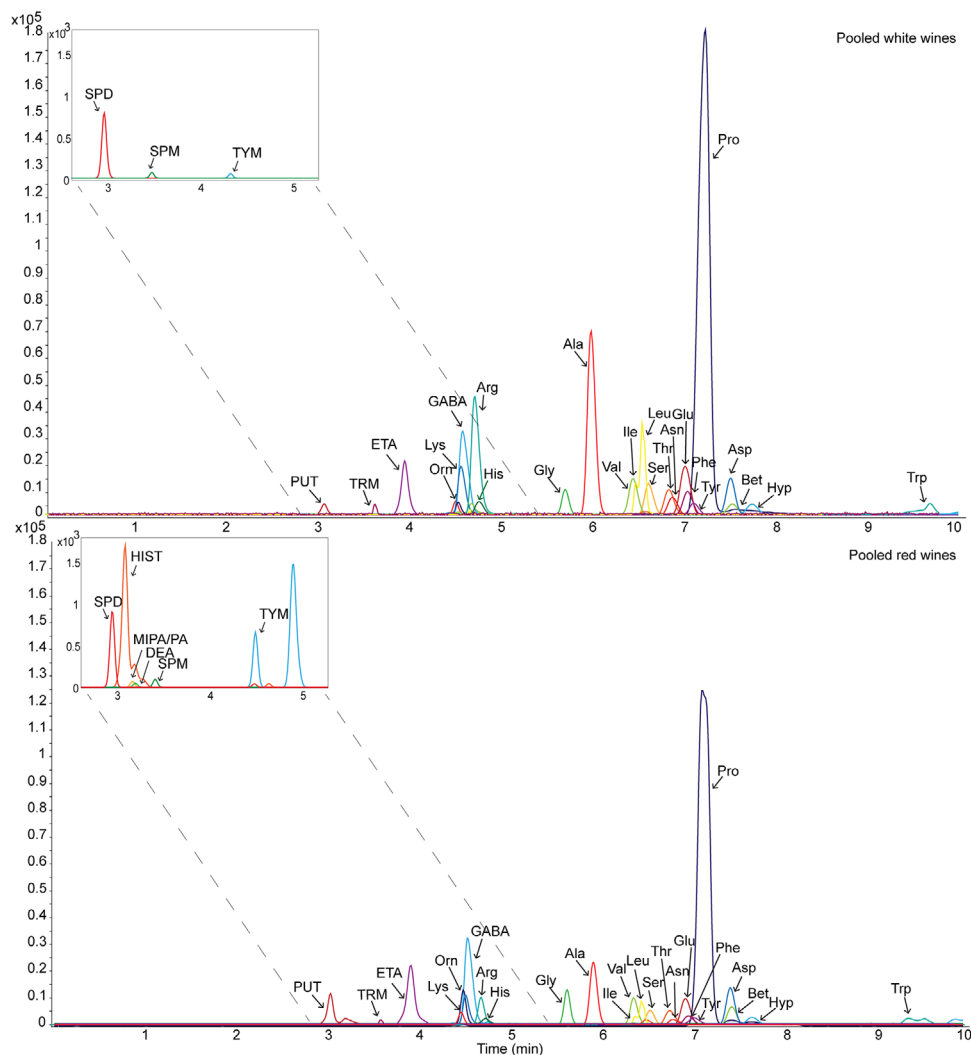 x10⁵
1.8
1.7
1.6
1.5
1.4
1.3
1.2
1.1
1
0.9
0.8
0.7
0.6
0.5
0.4
0.3
0.2
0.1
0
Pooled white wines
x10³
1.5
1
0.5
0
SPD
SPM
TYM
3 4 5
Pro
Ala
Arg
GABA
Leu Glu
Ile
Asn
Lys
Thr
ETA
Val
Ser
Phe
Asp
Orn
His
Gly
Tyr
Bet
Hyp
PUT
TRM
Trp
1 2 3 4 5 6 7 8 9 10
x10⁵
1.8
1.7
1.6
1.5
1.4
1.3
1.2
1.1
1
0.9
0.8
0.7
0.6
0.5
0.4
0.3
0.2
0.1
0
Pooled red wines
x10³
1.5
1
0.5
0
HIST
SPD
MIPA/PA
DEA
SPM
TYM
3 4 5
Pro
GABA
Glu
Phe
Ala
Orn
Val
Leu
Thr
ETA
Arg
Asn
Asp
PUT
Lys
Gly
Ser
TRM
His
Ile
Tyr
Bet
Hyp
Trp
1 2 3 4 5 6 7 8 9 10
Time (min)